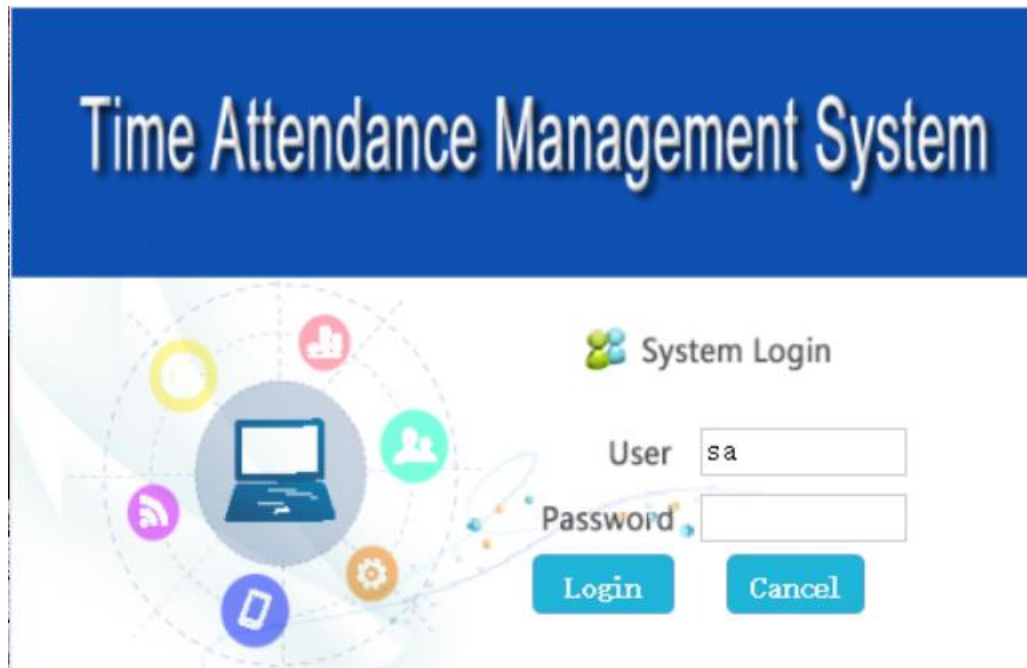 Time Attendance Management System
System Login
User sa
Password
Login Cancel